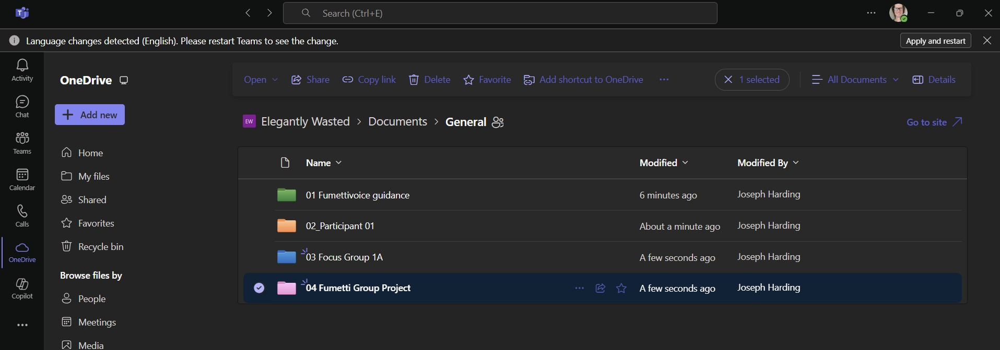 Search (Ctrl+E)
Language changes detected (English). Please restart Teams to see the change.
Apply and restart
Activity
Chat
Teams
Calendar
Calls
OneDrive
Copilot
OneDrive
Add new
Home
My files
Shared
Favorites
Recycle bin
Browse files by
People
Meetings
Media
Open
Share
Copy link
Delete
Favorite
Add shortcut to OneDrive
1 selected
All Documents
Details
EW Elegantly Wasted > Documents > General
Go to site
Name Modified Modified By
01 Fumettivoice guidance 6 minutes ago Joseph Harding
02_Participant 01 About a minute ago Joseph Harding
03 Focus Group 1A A few seconds ago Joseph Harding
04 Fumetti Group Project A few seconds ago Joseph Harding